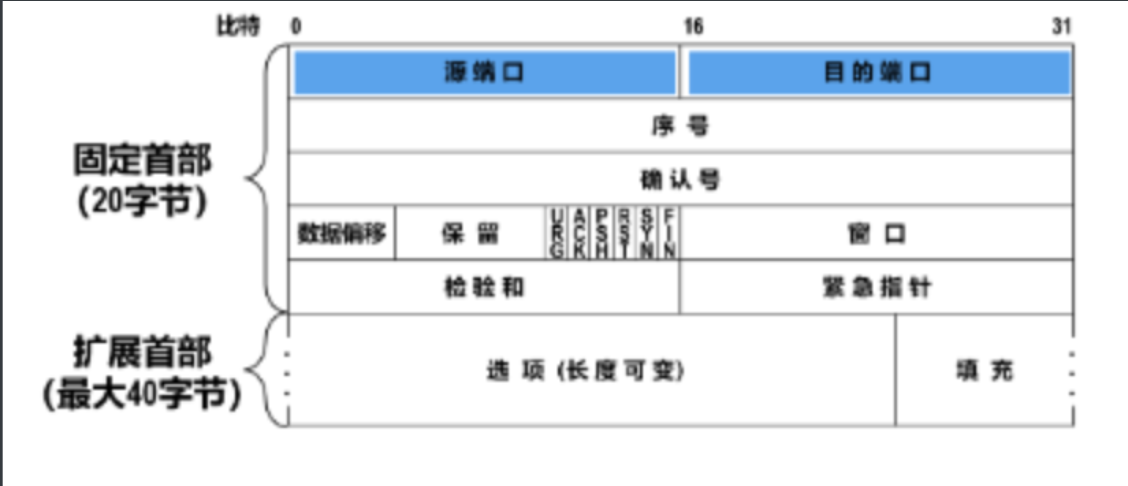 比特 0 16 31
源端口 目的端口
序号
确认号
固定首部
(20字节)
数据偏移 保留 URG ACK PSH RST SYN FIN 窗口
检验和 紧急指针
扩展首部
(最大40字节)
选项 (长度可变) 填充